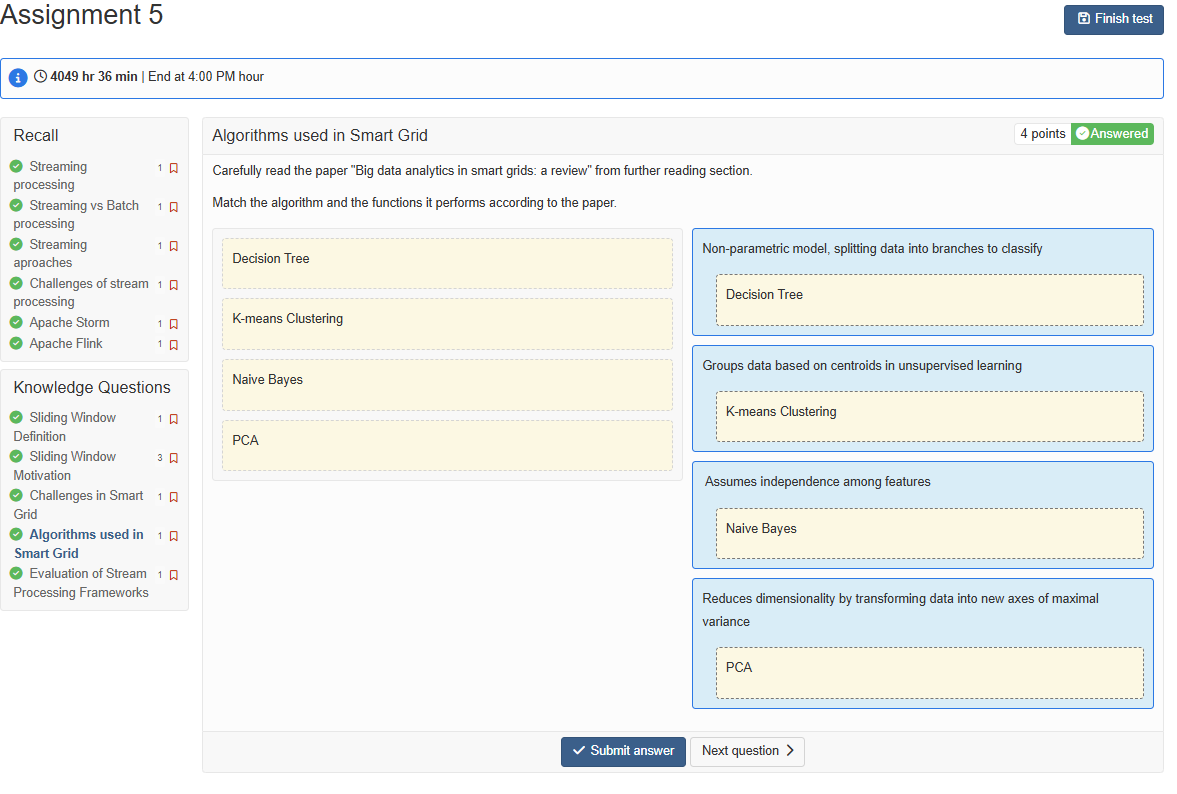 Assignment 5
Finish test
4049 hr 36 min | End at 4:00 PM hour
Recall
Streaming 1
processing
Streaming vs Batch 1
processing
Streaming 1
aproaches
Challenges of stream 1
processing
Apache Storm 1
Apache Flink 1
Knowledge Questions
Sliding Window 1
Definition
Sliding Window 3
Motivation
Challenges in Smart 1
Grid
Algorithms used in 1
Smart Grid
Evaluation of Stream 1
Processing Frameworks
Algorithms used in Smart Grid
4 points Answered
Carefully read the paper "Big data analytics in smart grids: a review" from further reading section.
Match the algorithm and the functions it performs according to the paper.
Decision Tree
K-means Clustering
Naive Bayes
PCA
Non-parametric model, splitting data into branches to classify
Decision Tree
Groups data based on centroids in unsupervised learning
K-means Clustering
Assumes independence among features
Naive Bayes
Reduces dimensionality by transforming data into new axes of maximal
variance
PCA
Submit answer
Next question